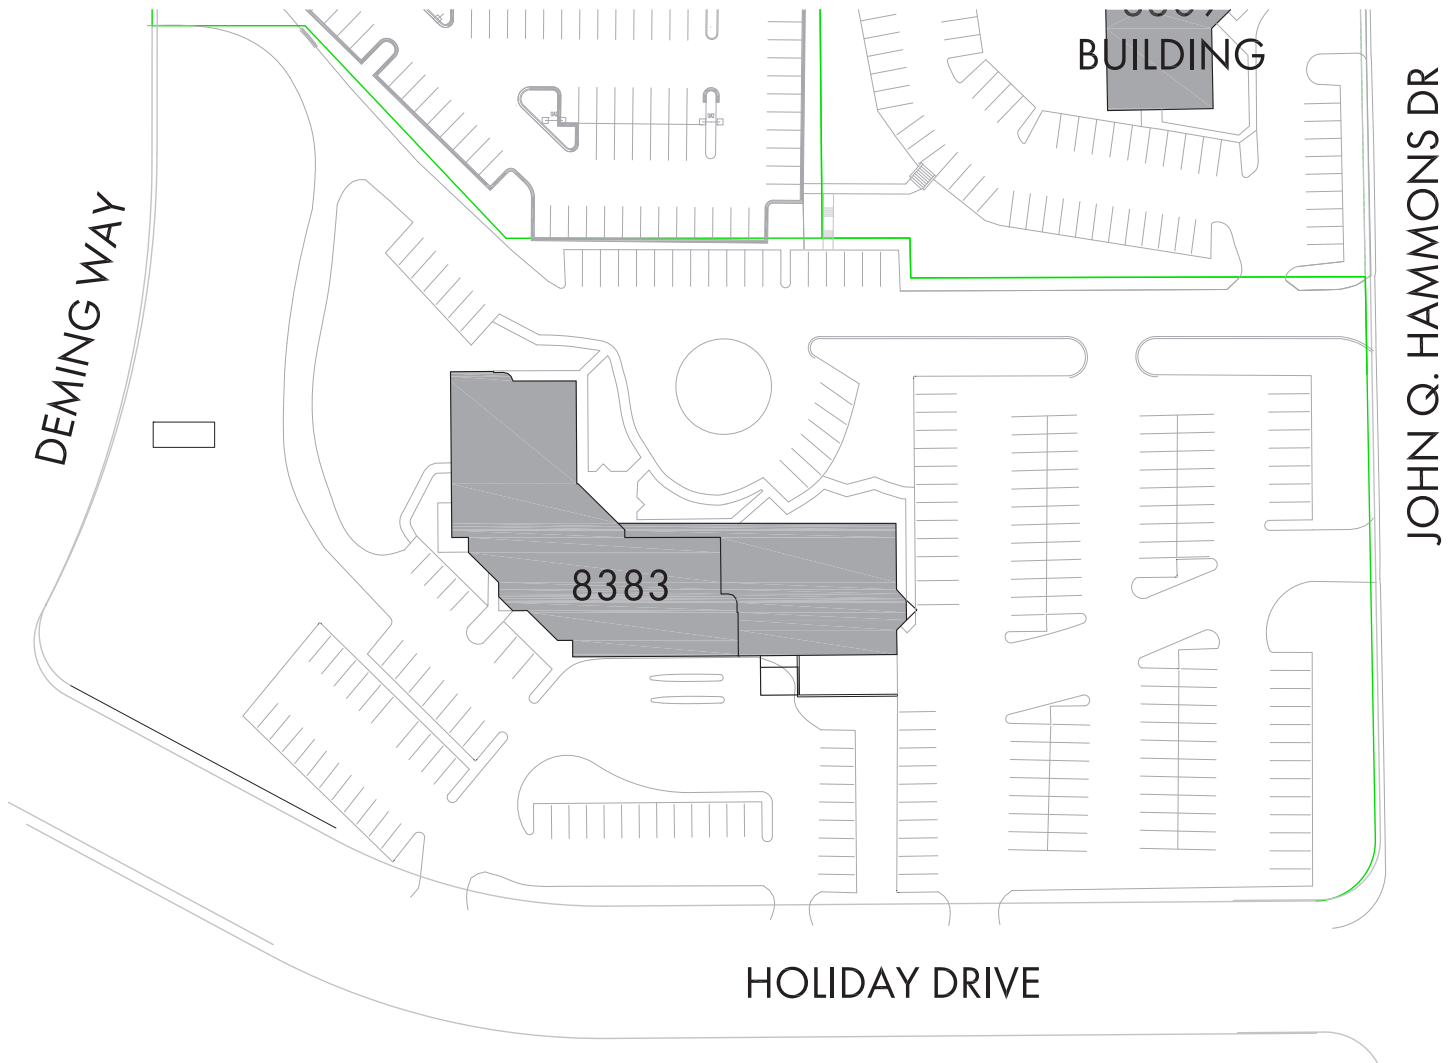 BUILDING
JOHN Q. HAMMONS DR
DEMING WAY
8383
HOLIDAY DRIVE